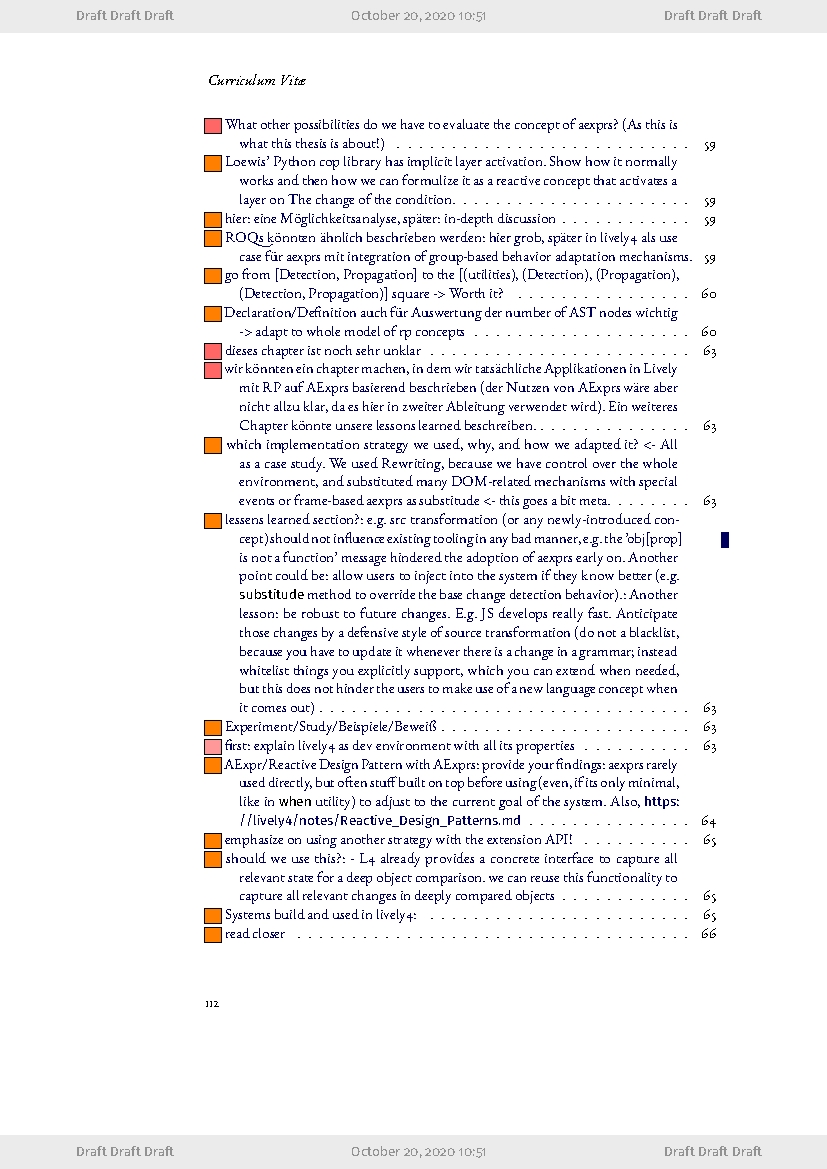 Draft Draft Draft October 20, 2020 10:51 Draft Draft Draft
Curriculum Vitæ
What other possibilities do we have to evaluate the concept of aexprs? (As this is
what this thesis is about!) . . . . . . . . . . . . . . . . . . . . . . . . . . . 59
Loewis' Python cop library has implicit layer activation. Show how it normally
works and then how we can formulize it as a reactive concept that activates a
layer on The change of the condition. . . . . . . . . . . . . . . . . . . . . . 59
hier: eine Möglichkeitsanalyse, später: in-depth discussion . . . . . . . . . . . . 59
ROQs könnten ähnlich beschrieben werden: hier grob, später in lively4 als use
case für aexprs mit integration of group-based behavior adaptation mechanisms. 59
go from [Detection, Propagation] to the [(utilities), (Detection), (Propagation),
(Detection, Propagation)] square -> Worth it? . . . . . . . . . . . . . . . . 60
Declaration/Definition auch für Auswertung der number of AST nodes wichtig
-> adapt to whole model of rp concepts . . . . . . . . . . . . . . . . . . . . 60
dieses chapter ist noch sehr unklar . . . . . . . . . . . . . . . . . . . . . . . . 63
wir könnten ein chapter machen, in dem wir tatsächliche Applikationen in Lively
mit RP auf AExprs basierend beschrieben (der Nutzen von AExprs wäre aber
nicht allzu klar, da es hier in zweiter Ableitung verwendet wird). Ein weiteres
Chapter könnte unsere lessons learned beschreiben. . . . . . . . . . . . . . . 63
which implementation strategy we used, why, and how we adapted it? <- All
as a case study. We used Rewriting, because we have control over the whole
environment, and substituted many DOM-related mechanisms with special
events or frame-based aexprs as substitude <- this goes a bit meta. . . . . . . . 63
lessens learned section?: e.g. src transformation (or any newly-introduced con-
cept) should not influence existing tooling in any bad manner, e.g. the 'obj[prop]
is not a function' message hindered the adoption of aexprs early on. Another
point could be: allow users to inject into the system if they know better (e.g.
substitude method to override the base change detection behavior).: Another
lesson: be robust to future changes. E.g. JS develops really fast. Anticipate
those changes by a defensive style of source transformation (do not a blacklist,
because you have to update it whenever there is a change in a grammar; instead
whitelist things you explicitly support, which you can extend when needed,
but this does not hinder the users to make use of a new language concept when
it comes out) . . . . . . . . . . . . . . . . . . . . . . . . . . . . . . . . . . 63
Experiment/Study/Beispiele/Beweiß . . . . . . . . . . . . . . . . . . . . . . . 63
first: explain lively4 as dev environment with all its properties . . . . . . . . . . 63
AExpr/Reactive Design Pattern with AExprs: provide your findings: aexprs rarely
used directly, but often stuff built on top before using (even, if its only minimal,
like in when utility) to adjust to the current goal of the system. Also, https:
//lively4/notes/Reactive_Design_Patterns.md . . . . . . . . . . . . . . . 64
emphasize on using another strategy with the extension API! . . . . . . . . . . 65
should we use this?: - L4 already provides a concrete interface to capture all
relevant state for a deep object comparison. we can reuse this functionality to
capture all relevant changes in deeply compared objects . . . . . . . . . . . . 65
Systems build and used in lively4: . . . . . . . . . . . . . . . . . . . . . . . . 65
read closer . . . . . . . . . . . . . . . . . . . . . . . . . . . . . . . . . . . . 66
112
Draft Draft Draft October 20, 2020 10:51 Draft Draft Draft